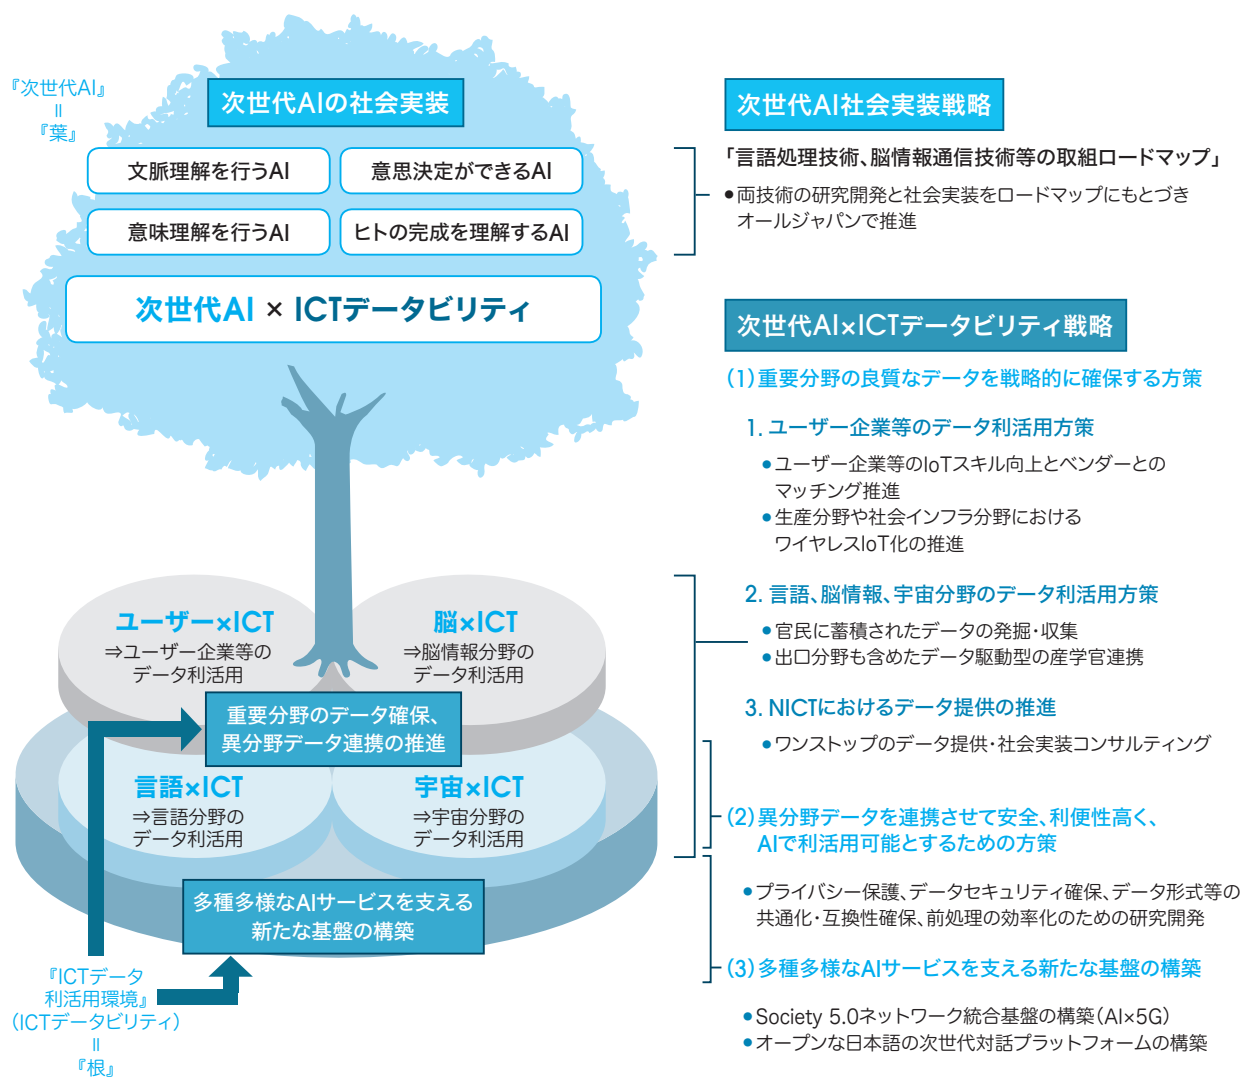 『次世代AI』
＝
『葉』
次世代AIの社会実装
文脈理解を行うAI
意思決定ができるAI
意味理解を行うAI
ヒトの完成を理解するAI
次世代AI × ICTデータビリティ
ユーザー×ICT
⇒ユーザー企業等の
データ利活用
脳×ICT
⇒脳情報分野の
データ利活用
重要分野のデータ確保、
異分野データ連携の推進
言語×ICT
⇒言語分野の
データ利活用
宇宙×ICT
⇒宇宙分野の
データ利活用
多種多様なAIサービスを支える
新たな基盤の構築
『ICTデータ
利活用環境』
(ICTデータビリティ)
＝
『根』
次世代AI社会実装戦略
「言語処理技術、脳情報通信技術等の取組ロードマップ」
●両技術の研究開発と社会実装をロードマップにもとづき
オールジャパンで推進
次世代AI×ICTデータビリティ戦略
(1)重要分野の良質なデータを戦略的に確保する方策
1. ユーザー企業等のデータ利活用方策
●ユーザー企業等のIoTスキル向上とベンダーとの
マッチング推進
●生産分野や社会インフラ分野における
ワイヤレスIoT化の推進
2. 言語、脳情報、宇宙分野のデータ利活用方策
●官民に蓄積されたデータの発掘・収集
●出口分野も含めたデータ駆動型の産学官連携
3. NICTにおけるデータ提供の推進
●ワンストップのデータ提供・社会実装コンサルティング
(2)異分野データを連携させて安全、利便性高く、
AIで利活用可能とするための方策
●プライバシー保護、データセキュリティ確保、データ形式等の
共通化・互換性確保、前処理の効率化のための研究開発
(3)多種多様なAIサービスを支える新たな基盤の構築
●Society 5.0ネットワーク統合基盤の構築(AI×5G)
●オープンな日本語の次世代対話プラットフォームの構築